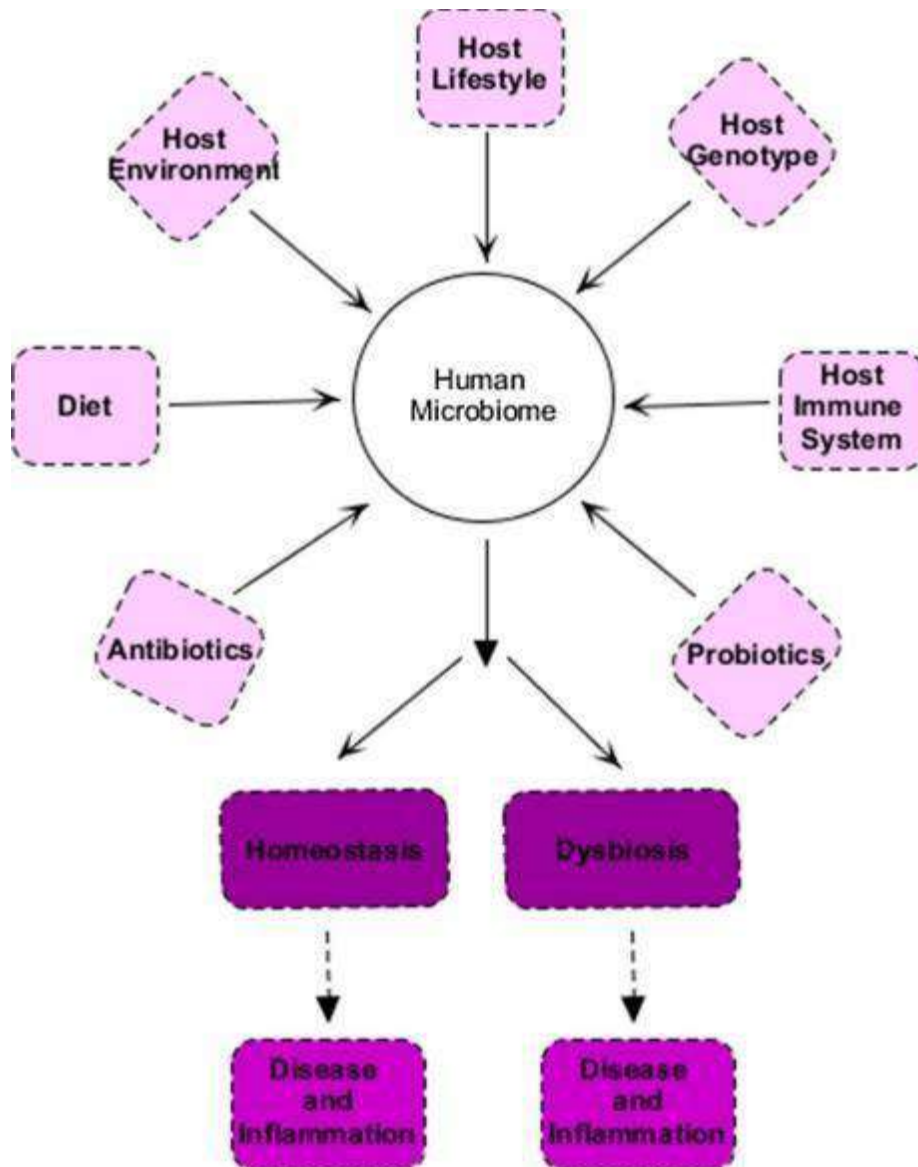 Host
Lifestyle
Host
Environment
Host
Genotype
Human
Microbiome
Diet
Host
Immune
System
Antibiotics
Probiotics
Homeostasis
Dysbiosis
Disease
and
Inflammation
Disease
and
Inflammation